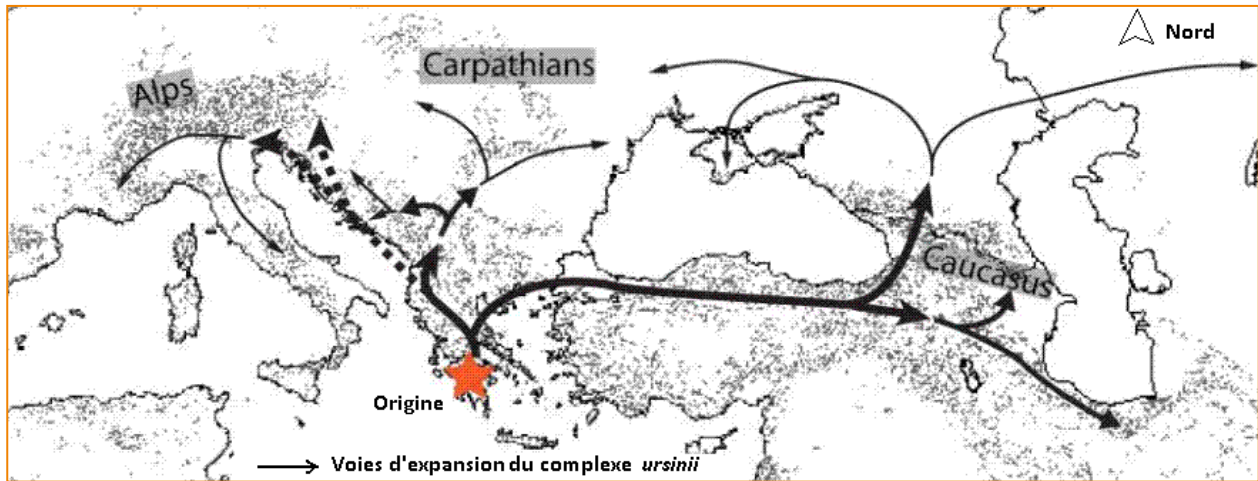 Nord
Carpathians
Alps
Caucasus
Origine
Voies d'expansion du complexe ursinii